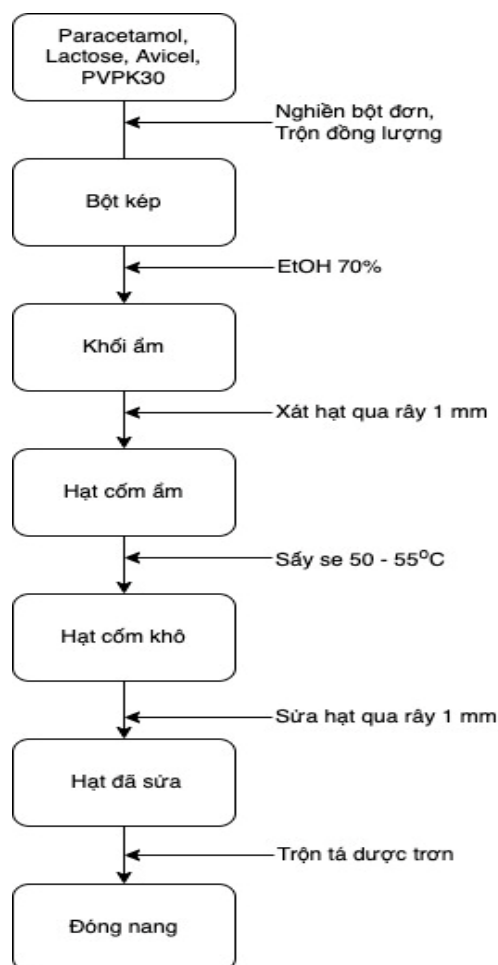 Paracetamol,
Lactose, Avicel,
PVPK30
Nghiền bột đơn,
Trộn đồng lượng
Bột kép
EtOH 70%
Khối ẩm
Xát hạt qua rây 1 mm
Hạt cốm ẩm
Sấy se 50 - 55°C
Hạt cốm khô
Sửa hạt qua rây 1 mm
Hạt đã sửa
Trộn tá dược trơn
Đóng nang